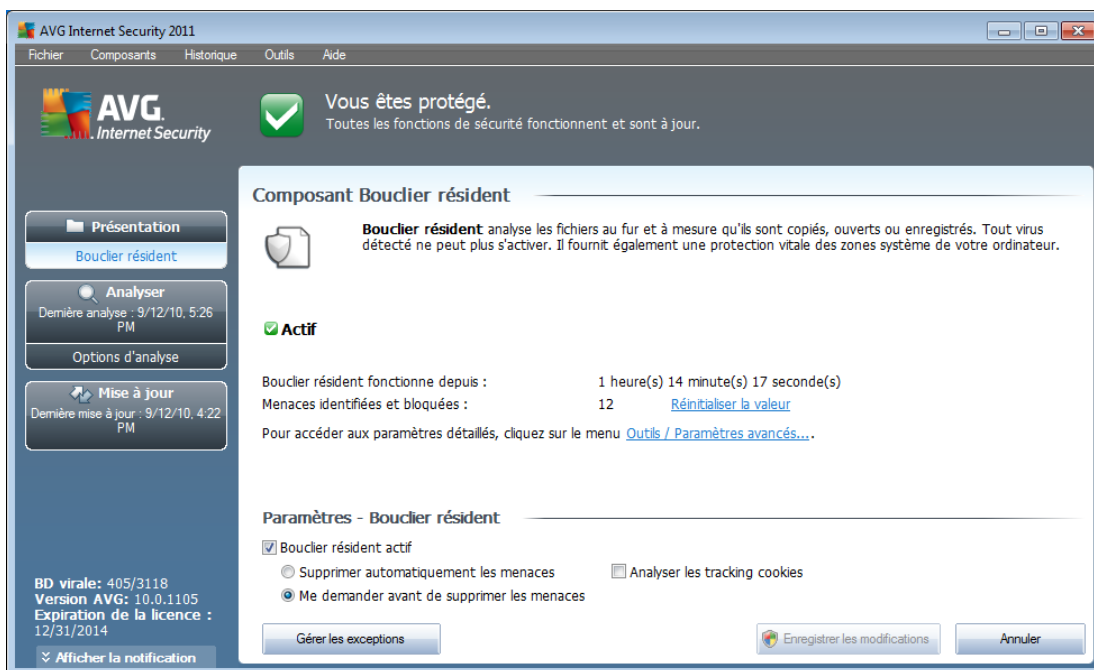 AVG Internet Security 2011
Fichier Composants Historique Outils Aide
AVG.
Internet Security
Vous êtes protégé.
Toutes les fonctions de sécurité fonctionnent et sont à jour.
Présentation
Bouclier résident
Analyser
Dernière analyse : 9/12/10, 5:26
PM
Options d'analyse
Mise à jour
Dernière mise à jour : 9/12/10, 4:22
PM
BD virale: 405/3118
Version AVG: 10.0.1105
Expiration de la licence :
12/31/2014
Afficher la notification
Composant Bouclier résident
Bouclier résident analyse les fichiers au fur et à mesure qu'ils sont copiés, ouverts ou enregistrés. Tout virus
détecté ne peut plus s'activer. Il fournit également une protection vitale des zones système de votre ordinateur.
Actif
Bouclier résident fonctionne depuis : 1 heure(s) 14 minute(s) 17 seconde(s)
Menaces identifiées et bloquées : 12 Réinitialiser la valeur
Pour accéder aux paramètres détaillés, cliquez sur le menu Outils / Paramètres avancés... .
Paramètres - Bouclier résident
Bouclier résident actif
Supprimer automatiquement les menaces Analyser les tracking cookies
Me demander avant de supprimer les menaces
Gérer les exceptions Enregistrer les modifications Annuler